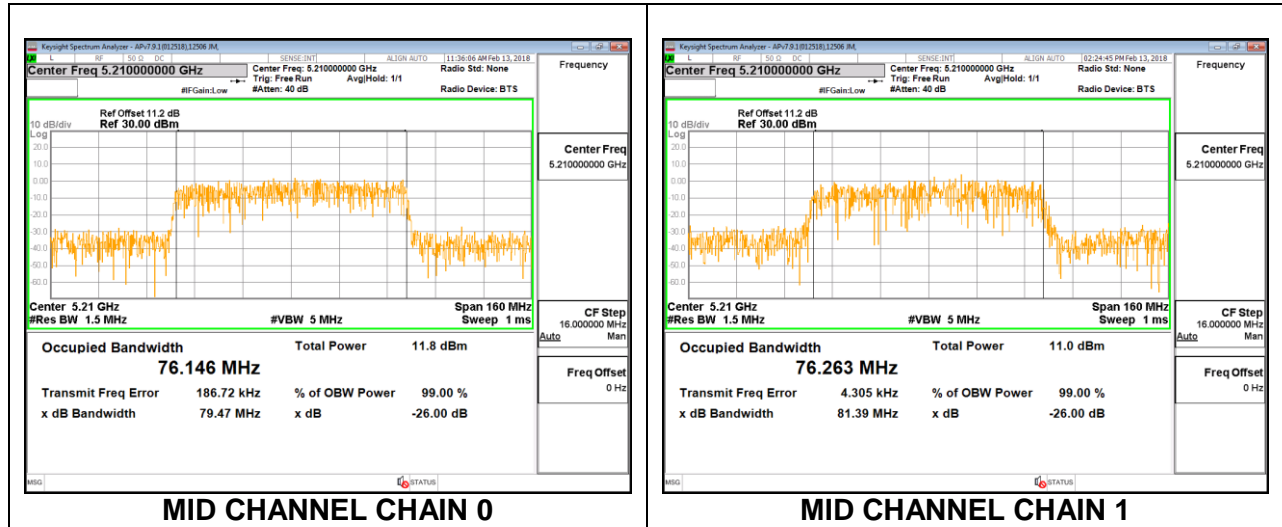 Keysight Spectrum Analyzer - APv7.9.1(012518),12506 JM,
L RF 50 Ω DC SENSE:INT ALIGN AUTO 11:36:06 AM Feb 13, 2018
Center Freq 5.210000000 GHz Center Freq: 5.210000000 GHz Radio Std: None Frequency
Trig: Free Run Avg|Hold: 1/1
#IFGain:Low #Atten: 40 dB Radio Device: BTS
Ref Offset 11.2 dB
10 dB/div Ref 30.00 dBm
Log
20.0
10.0
0.00
-10.0
-20.0
-30.0
-40.0
-50.0
-60.0
Center Freq
5.210000000 GHz
Center 5.21 GHz Span 160 MHz
#Res BW 1.5 MHz #VBW 5 MHz Sweep 1 ms
CF Step
16.000000 MHz
Auto Man
Occupied Bandwidth Total Power 11.8 dBm
76.146 MHz
Transmit Freq Error 186.72 kHz % of OBW Power 99.00 %
x dB Bandwidth 79.47 MHz x dB -26.00 dB
Freq Offset
0 Hz
MSG STATUS
MID CHANNEL CHAIN 0
Keysight Spectrum Analyzer - APv7.9.1(012518),12506 JM,
L RF 50 Ω DC SENSE:INT ALIGN AUTO 02:24:45 PM Feb 13, 2018
Center Freq 5.210000000 GHz Center Freq: 5.210000000 GHz Radio Std: None Frequency
Trig: Free Run Avg|Hold: 1/1
#IFGain:Low #Atten: 40 dB Radio Device: BTS
Ref Offset 11.2 dB
10 dB/div Ref 30.00 dBm
Log
20.0
10.0
0.00
-10.0
-20.0
-30.0
-40.0
-50.0
-60.0
Center Freq
5.210000000 GHz
Center 5.21 GHz Span 160 MHz
#Res BW 1.5 MHz #VBW 5 MHz Sweep 1 ms
CF Step
16.000000 MHz
Auto Man
Occupied Bandwidth Total Power 11.0 dBm
76.263 MHz
Transmit Freq Error 4.305 kHz % of OBW Power 99.00 %
x dB Bandwidth 81.39 MHz x dB -26.00 dB
Freq Offset
0 Hz
MSG STATUS
MID CHANNEL CHAIN 1